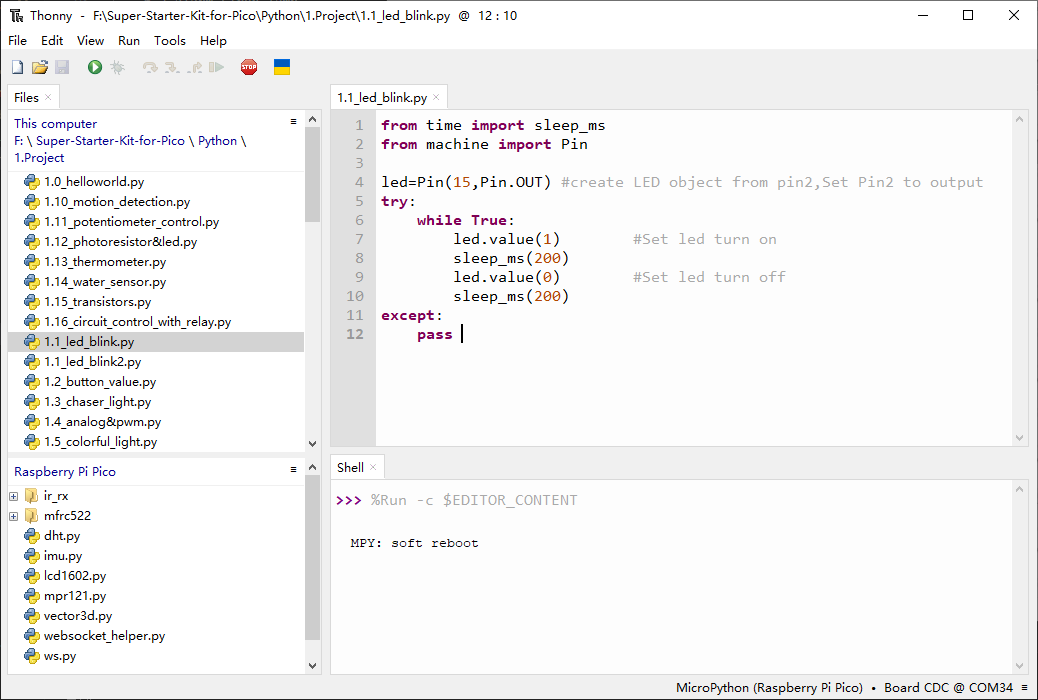 Thonny - F:\Super-Starter-Kit-for-Pico\Python\1.Project\1.1_led_blink.py @ 12 : 10
File Edit View Run Tools Help
STOP
Files ×
This computer ≡
F: \ Super-Starter-Kit-for-Pico \ Python \
1.Project
1.0_helloworld.py
1.10_motion_detection.py
1.11_potentiometer_control.py
1.12_photoresistor&led.py
1.13_thermometer.py
1.14_water_sensor.py
1.15_transistors.py
1.16_circuit_control_with_relay.py
1.1_led_blink.py
1.1_led_blink2.py
1.2_button_value.py
1.3_chaser_light.py
1.4_analog&pwm.py
1.5_colorful_light.py
Raspberry Pi Pico ≡
ir_rx
mfrc522
dht.py
imu.py
lcd1602.py
mpr121.py
vector3d.py
websocket_helper.py
ws.py
1.1_led_blink.py ×
1 from time import sleep_ms
2 from machine import Pin
3
4 led=Pin(15,Pin.OUT) #create LED object from pin2,Set Pin2 to output
5 try:
6 while True:
7 led.value(1) #Set led turn on
8 sleep_ms(200)
9 led.value(0) #Set led turn off
10 sleep_ms(200)
11 except:
12 pass
Shell ×
>>> %Run -c $EDITOR_CONTENT
MPY: soft reboot
MicroPython (Raspberry Pi Pico) • Board CDC @ COM34 ≡